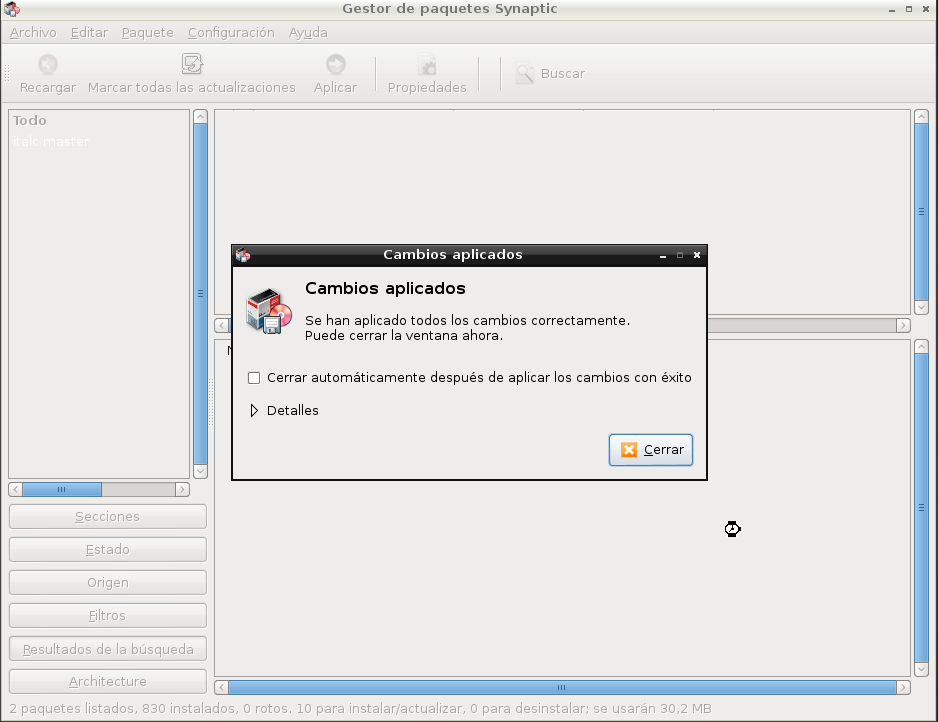 Gestor de paquetes Synaptic
Archivo Editar Paquete Configuración Ayuda
Recargar Marcar todas las actualizaciones Aplicar Propiedades Buscar
Todo
italc master
Cambios aplicados
Cambios aplicados
Se han aplicado todos los cambios correctamente.
Puede cerrar la ventana ahora.
Cerrar automáticamente después de aplicar los cambios con éxito
Detalles
Cerrar
Secciones
Estado
Origen
Filtros
Resultados de la búsqueda
Architecture
2 paquetes listados, 830 instalados, 0 rotos. 10 para instalar/actualizar, 0 para desinstalar; se usarán 30,2 MB